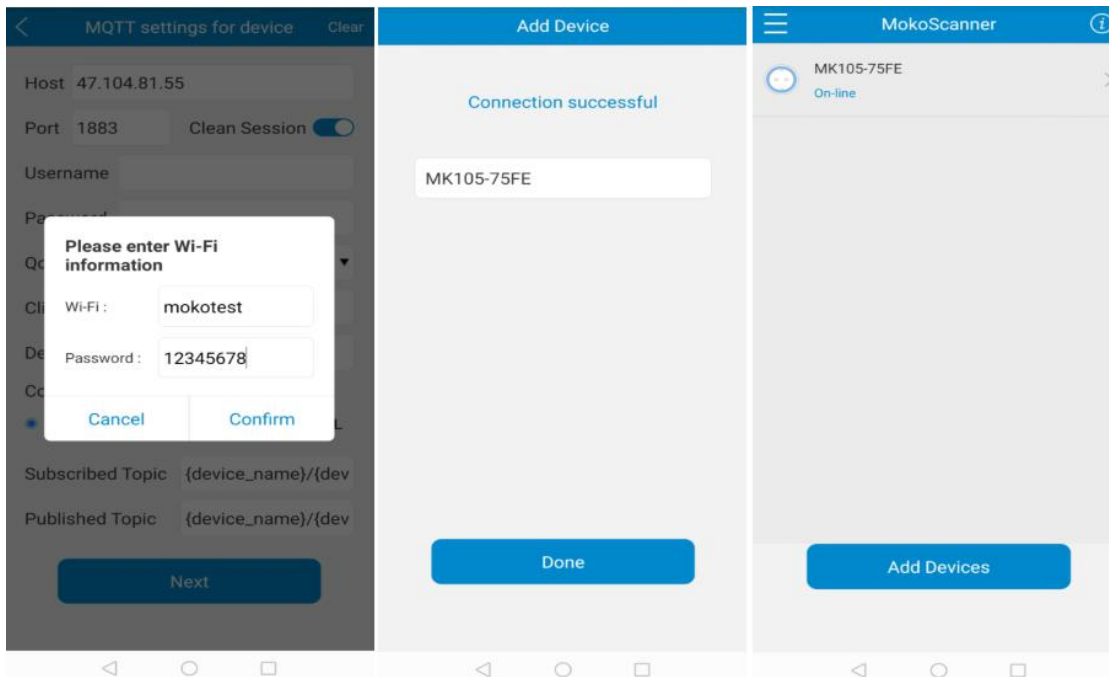 MQTT settings for device Clear
Host 47.104.81.55
Port 1883 Clean Session
Username
Please enter Wi-Fi
information
Wi-Fi : mokotest
Password : 12345678
Cancel Confirm
Subscribed Topic {device_name}/{dev
Published Topic {device_name}/{dev
Next
Add Device
Connection successful
MK105-75FE
Done
MokoScanner
MK105-75FE
On-line
Add Devices